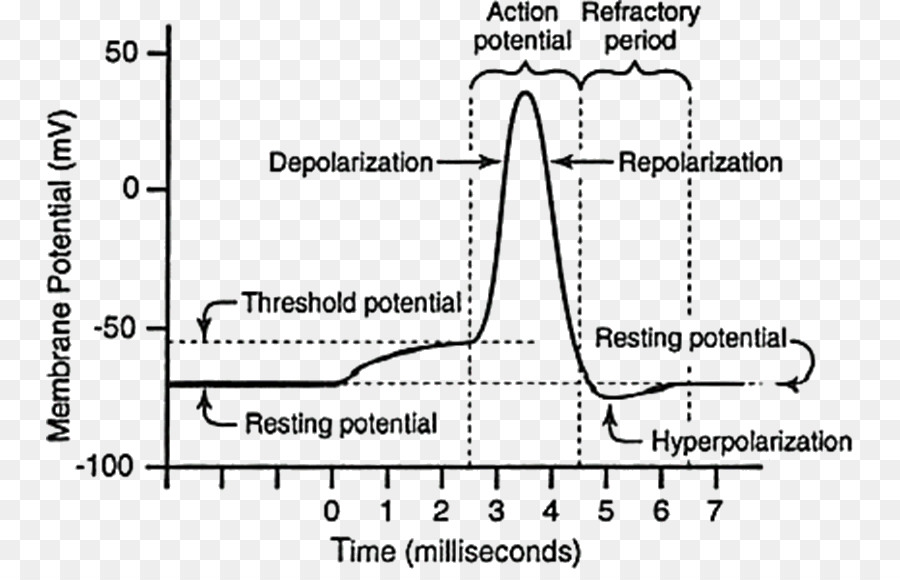 Action
potential
Refractory
period
50
Depolarization
Repolarization
0
Membrane Potential (mV)
Threshold potential
-50
Resting potential
Resting potential
Hyperpolarization
-100
0 1 2 3 4 5 6 7
Time (milliseconds)